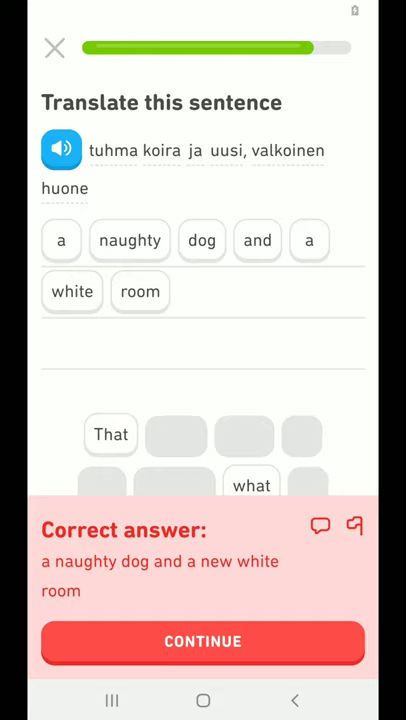 Translate this sentence
tuhma koira ja uusi, valkoinen
huone
a naughty dog and a
white room
That
what
Correct answer:
a naughty dog and a new white
room
CONTINUE